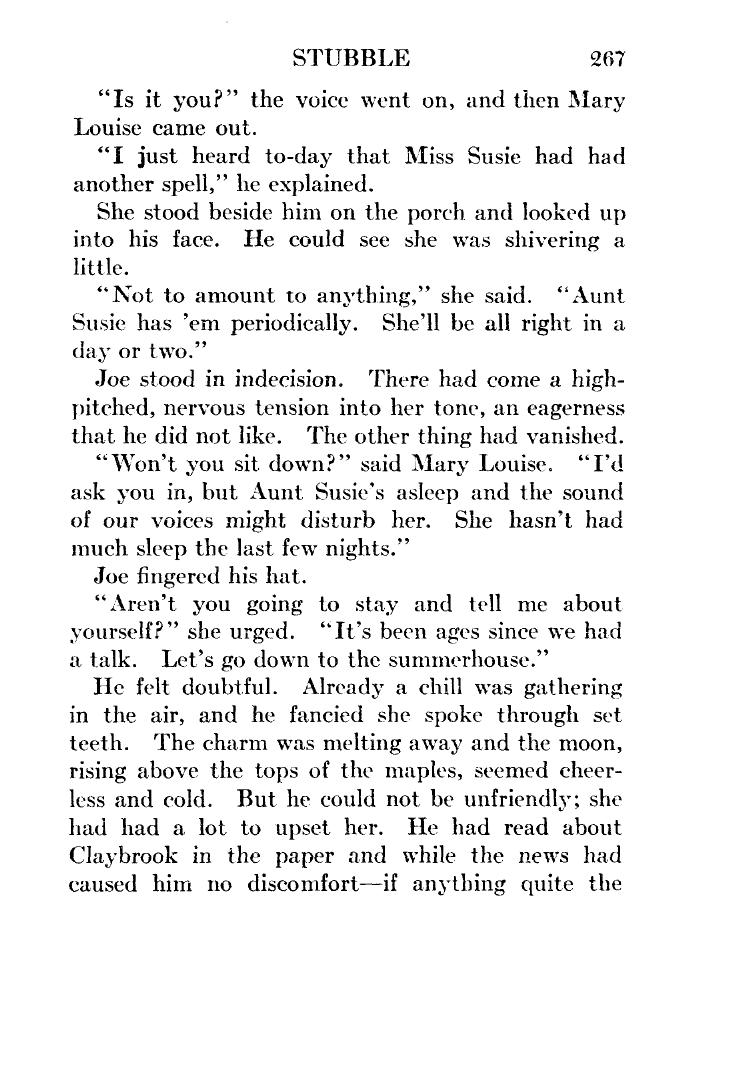 STUBBLE 267
“Is it you?” the voice went on, and then Mary
Louise came out.
“I just heard to-day that Miss Susie had had
another spell,” he explained.
She stood beside him on the porch and looked up
into his face. He could see she was shivering a
little.
“Not to amount to anything,” she said. “Aunt
Susie has ’em periodically. She’ll be all right in a
day or two.”
Joe stood in indecision. There had come a high-
pitched, nervous tension into her tone, an eagerness
that he did not like. The other thing had vanished.
“Won’t you sit down?” said Mary Louise. “I’d
ask you in, but Aunt Susie’s asleep and the sound
of our voices might disturb her. She hasn’t had
much sleep the last few nights.”
Joe fingered his hat.
“Aren’t you going to stay and tell me about
yourself?” she urged. “It’s been ages since we had
a talk. Let’s go down to the summerhouse.”
He felt doubtful. Already a chill was gathering
in the air, and he fancied she spoke through set
teeth. The charm was melting away and the moon,
rising above the tops of the maples, seemed cheer-
less and cold. But he could not be unfriendly; she
had had a lot to upset her. He had read about
Claybrook in the paper and while the news had
caused him no discomfort—if anything quite the